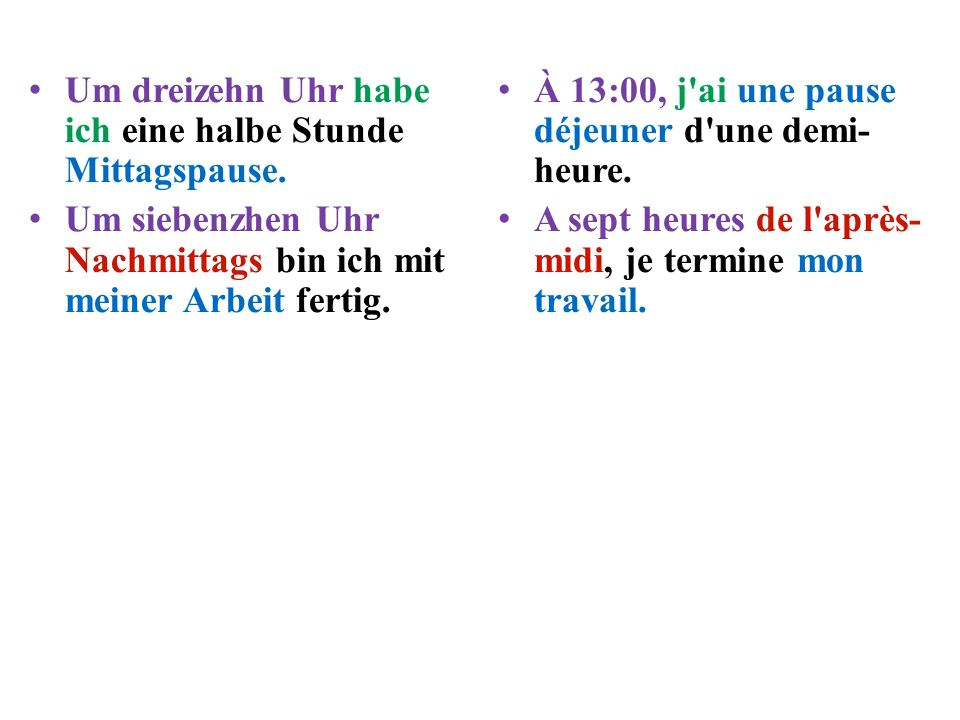 • Um dreizehn Uhr habe
ich eine halbe Stunde
Mittagspause.
• Um siebenzhen Uhr
Nachmittags bin ich mit
meiner Arbeit fertig.
• À 13:00, j'ai une pause
déjeuner d'une demi-
heure.
• A sept heures de l'après-
midi, je termine mon
travail.